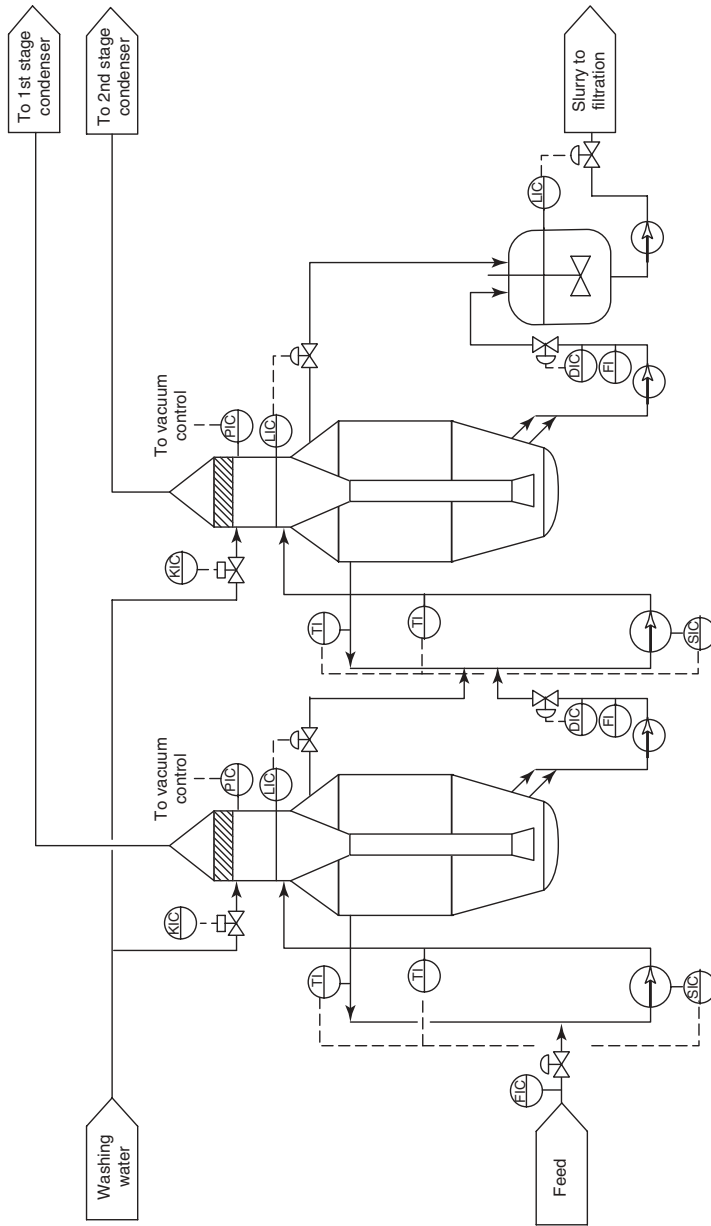 To 1st stage
condenser
To 2nd stage
condenser
Washing
water
Feed
FIC
TI
TI
SIC
KIC
To vacuum
control
PIC
LIC
DIC
FI
TI
TI
SIC
KIC
To vacuum
control
PIC
LIC
DIC
FI
LIC
Slurry to
filtration